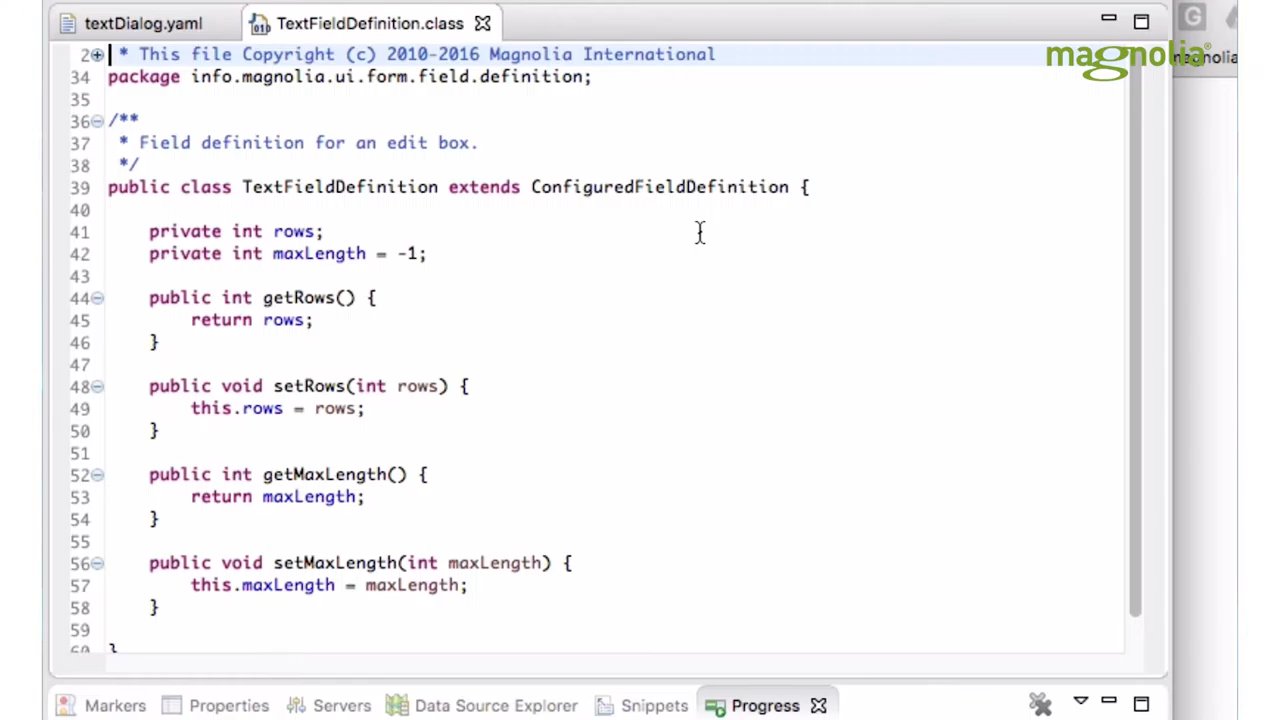 textDialog.yaml
TextFieldDefinition.class
G
magnolia®
magnolia
2 * This file Copyright (c) 2010-2016 Magnolia International
34 package info.magnolia.ui.form.field.definition;
35
36 /**
37 * Field definition for an edit box.
38 */
39 public class TextFieldDefinition extends ConfiguredFieldDefinition {
40
41 private int rows;
42 private int maxLength = -1;
43
44 public int getRows() {
45 return rows;
46 }
47
48 public void setRows(int rows) {
49 this.rows = rows;
50 }
51
52 public int getMaxLength() {
53 return maxLength;
54 }
55
56 public void setMaxLength(int maxLength) {
57 this.maxLength = maxLength;
58 }
59
60 }
Markers Properties Servers Data Source Explorer Snippets Progress